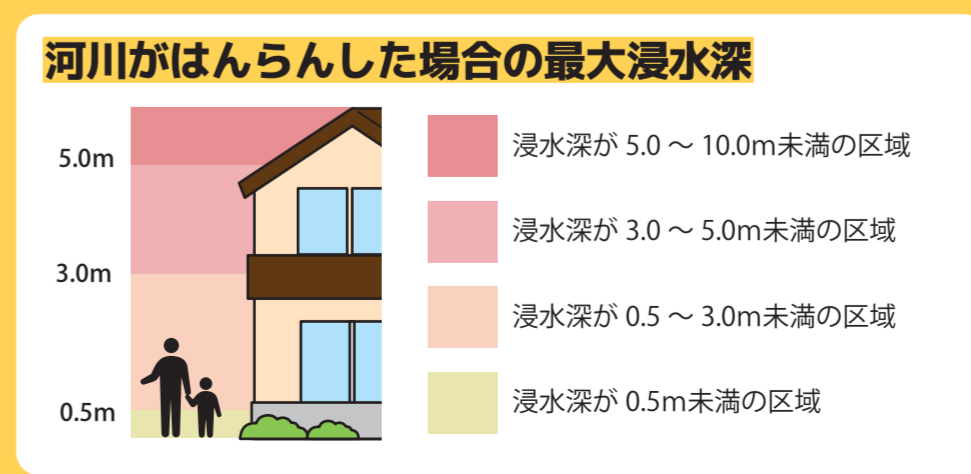 河川がはんらんした場合の最大浸水深
5.0m
3.0m
0.5m
浸水深が 5.0 ～ 10.0m未満の区域
浸水深が 3.0 ～ 5.0m未満の区域
浸水深が 0.5 ～ 3.0m未満の区域
浸水深が 0.5m未満の区域